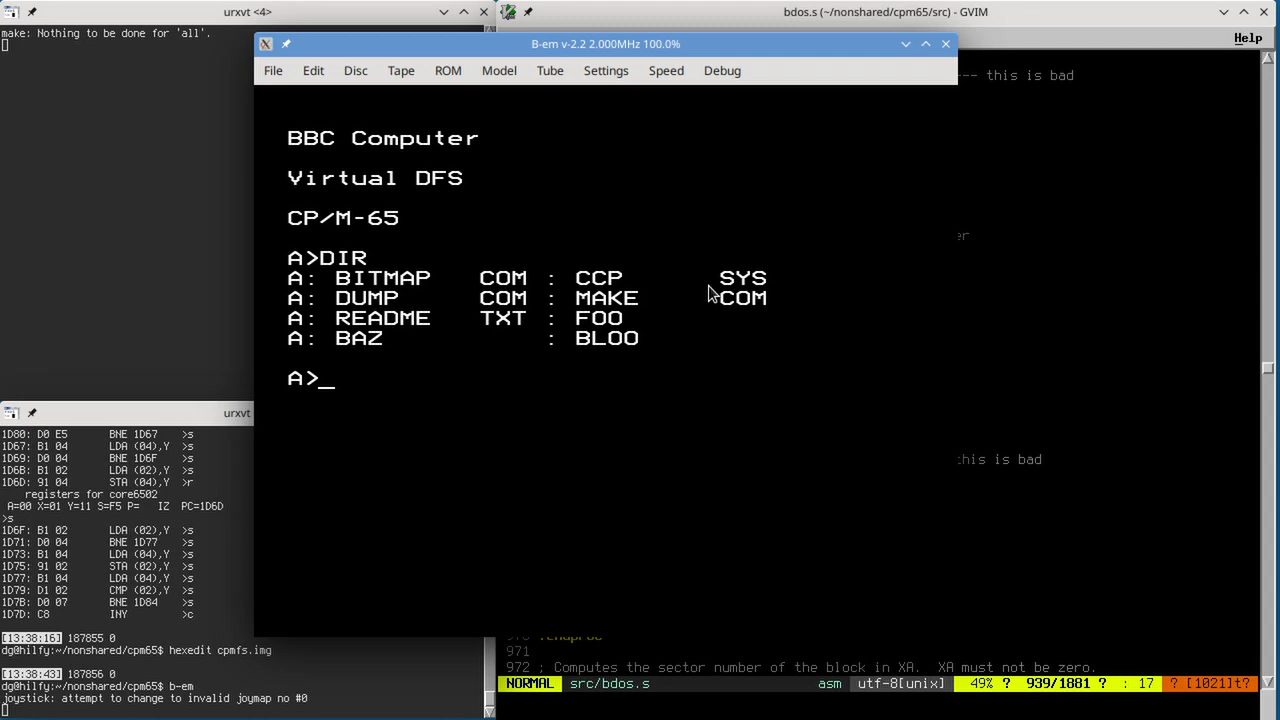 urxvt <4>
make: Nothing to be done for 'all'.
bdos.s (~/nonshared/cpm65/src) - GVIM
Help
--- this is bad
er
this is bad
B-em v-2.2 2.000MHz 100.0%
File Edit Disc Tape ROM Model Tube Settings Speed Debug
BBC Computer
Virtual DFS
CP/M-65
A>DIR
A: BITMAP COM : CCP SYS
A: DUMP COM : MAKE COM
A: README TXT : FOO
A: BAZ : BLOO
A>_
urxvt
1D80: D0 E5 BNE 1D67 >s
1D67: B1 04 LDA (04),Y >s
1D69: D0 04 BNE 1D6F >s
1D6B: B1 02 LDA (02),Y >s
1D6D: 91 04 STA (04),Y >r
registers for core6502
A=00 X=01 Y=11 S=F5 P= IZ PC=1D6D
>s
1D6F: B1 02 LDA (02),Y >s
1D71: D0 04 BNE 1D77 >s
1D73: B1 04 LDA (04),Y >s
1D75: 91 02 STA (02),Y >s
1D77: B1 04 LDA (04),Y >s
1D79: D1 02 CMP (02),Y >s
1D7B: D0 07 BNE 1D84 >s
1D7D: C8 INY >c
[13:38:16] 187855 0
dg@hilfy:~/nonshared/cpm65$ hexedit cpmfs.img
[13:38:43] 187856 0
dg@hilfy:~/nonshared/cpm65$ b-em
joystick: attempt to change to invalid joymap no #0
971
972 ; Computes the sector number of the block in XA. XA must not be zero.
NORMAL src/bdos.s asm utf-8[unix] 49% ? 939/1881 ? : 17 ? [1021]t?